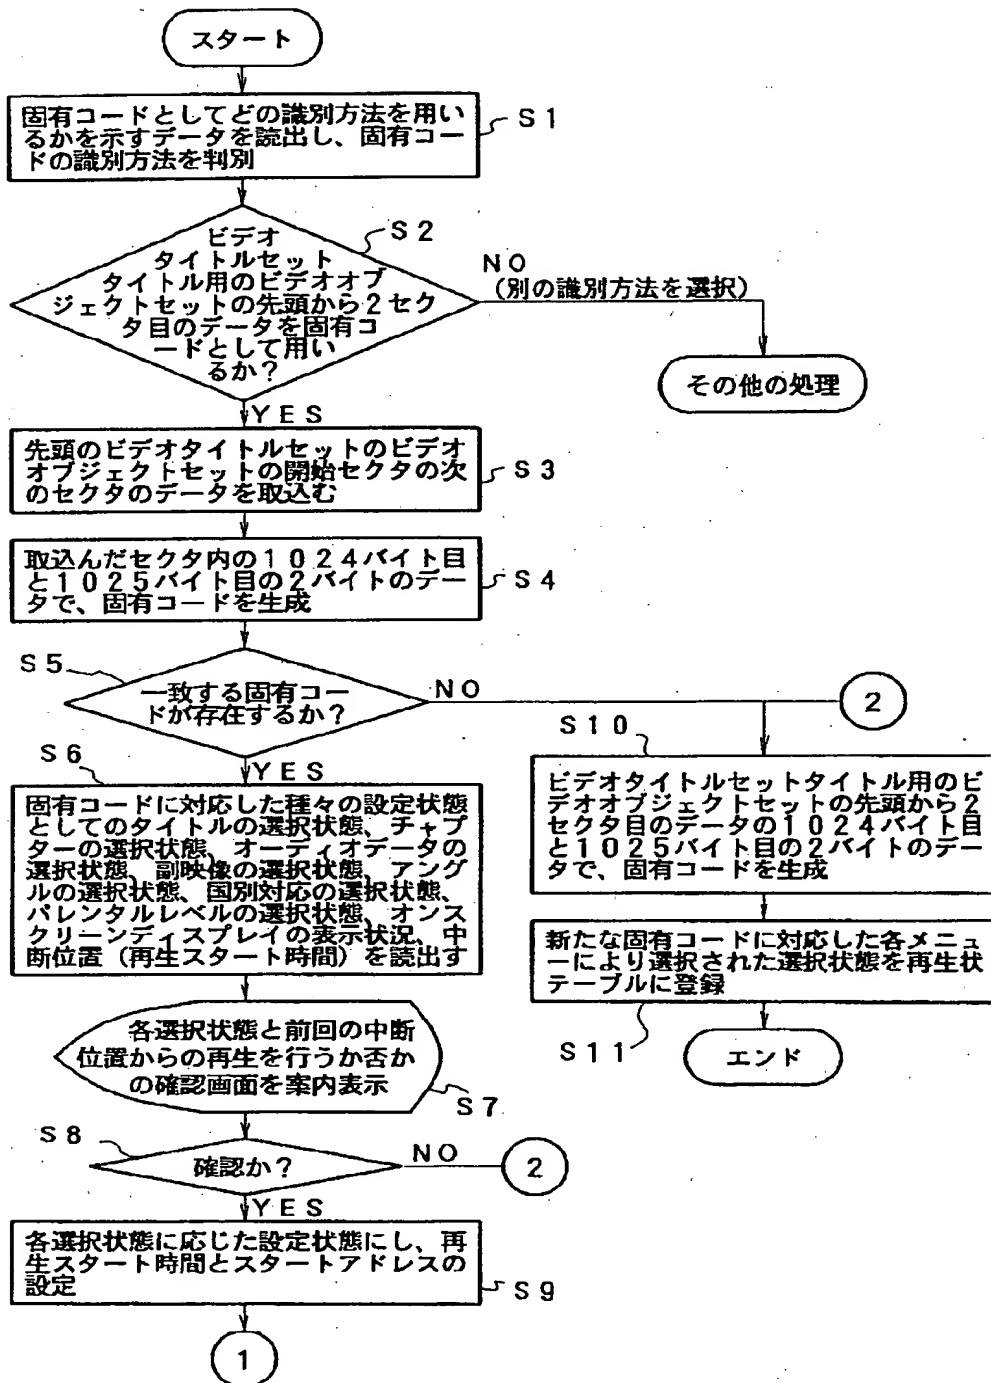 スタート
固有コードとしてどの識別方法を用い
るかを示すデータを読出し、固有コー
ドの識別方法を判別
S1
ビデオ
タイトルセット
タイトル用のビデオオブ
ジェクトセットの先頭から2セク
タ目のデータを固有コ
ードとして用い
るか?
S2
NO
(別の識別方法を選択)
その他の処理
YES
先頭のビデオタイトルセットのビデオ
オブジェクトセットの開始セクタの次
のセクタのデータを取込む
S3
取込んだセクタ内の1024バイト目
と1025バイト目の2バイトのデー
タで、固有コードを生成
S4
S5
一致する固有コー
ドが存在するか?
NO
2
YES
S6
固有コードに対応した種々の設定状態
としてのタイトルの選択状態、チャプ
ターの選択状態、オーディオデータの
選択状態、副映像の選択状態、アング
ルの選択状態、国別対応の選択状態、
パレンタルレベルの選択状態、オンス
クリーンディスプレイの表示状況、中
断位置(再生スタート時間)を読出す
S10
ビデオタイトルセットタイトル用のビ
デオオブジェクトセットの先頭から2
セクタ目のデータの1024バイト目
と1025バイト目の2バイトのデー
タで、固有コードを生成
新たな固有コードに対応した各メニュ
ーにより選択された選択状態を再生状
テーブルに登録
S11
エンド
各選択状態と前回の中断
位置からの再生を行うか否か
の確認画面を案内表示
S7
S8
確認か?
NO
2
YES
各選択状態に応じた設定状態にし、再
生スタート時間とスタートアドレスの
設定
S9
1